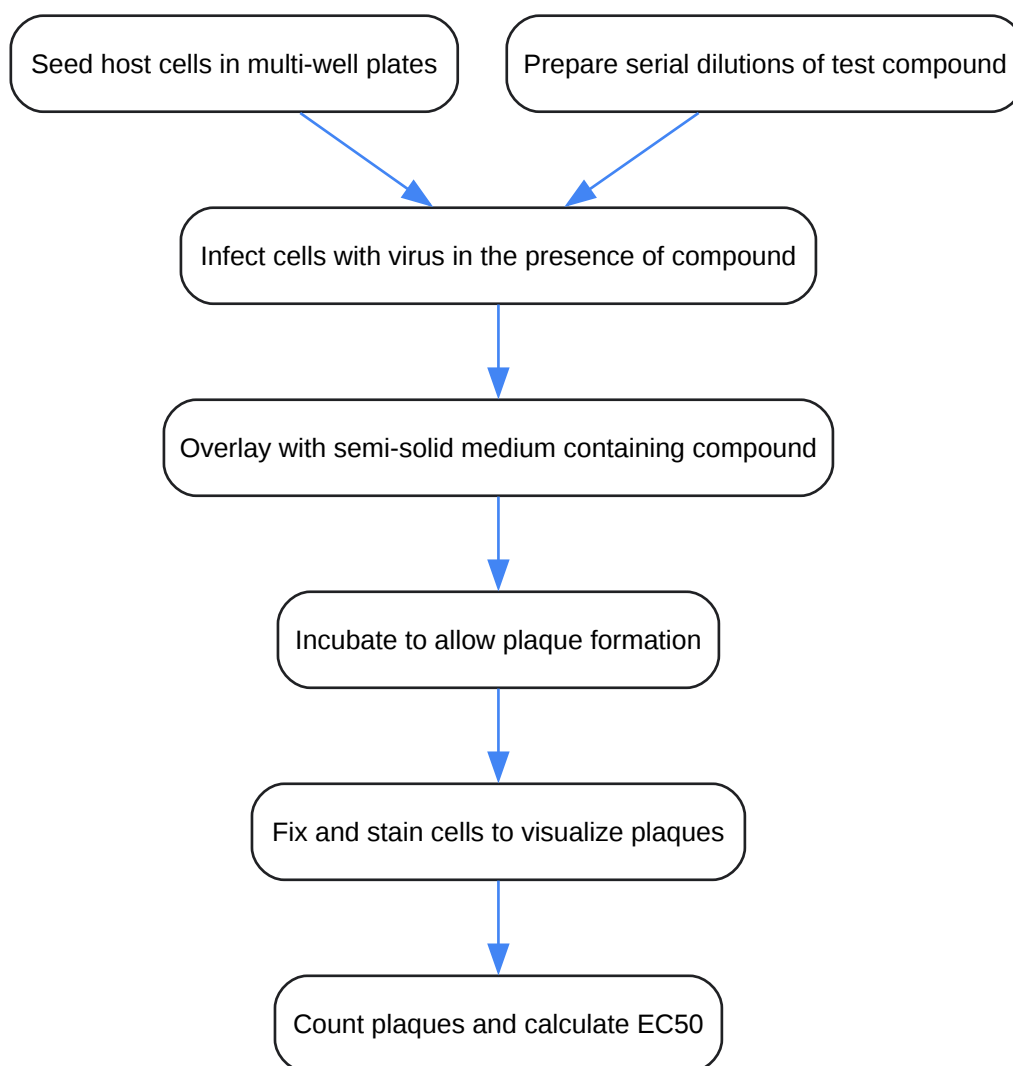 Seed host cells in multi-well plates
Prepare serial dilutions of test compound
Infect cells with virus in the presence of compound
Overlay with semi-solid medium containing compound
Incubate to allow plaque formation
Fix and stain cells to visualize plaques
Count plaques and calculate EC50